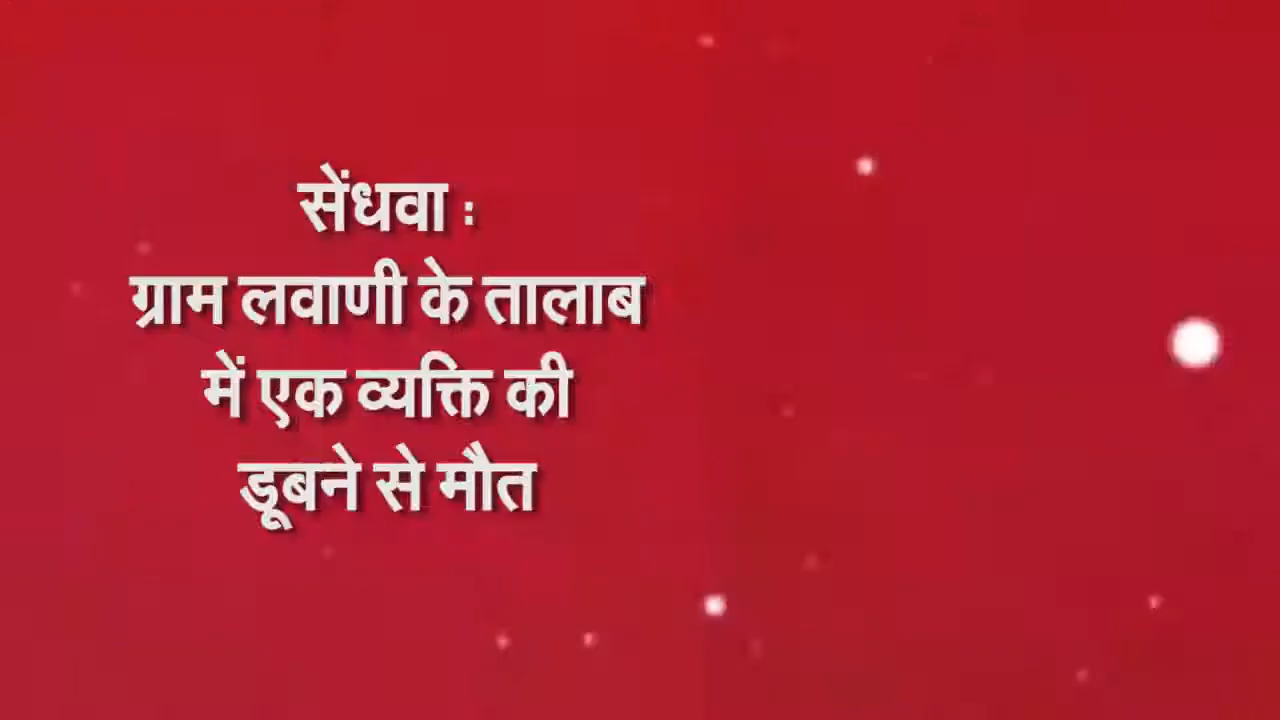 सेंधवा :
ग्राम लवाणी के तालाब
में एक व्यक्ति की
डूबने से मौत